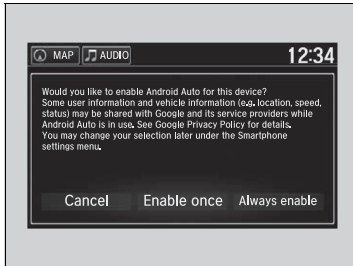 MAP AUDIO 12:34
Would you like to enable Android Auto for this device?
Some user information and vehicle information (e.g. location, speed,
status) may be shared with Google and its service providers while
Android Auto is in use. See Google Privacy Policy for details.
You may change your selection later under the Smartphone
settings menu.
Cancel Enable once Always enable